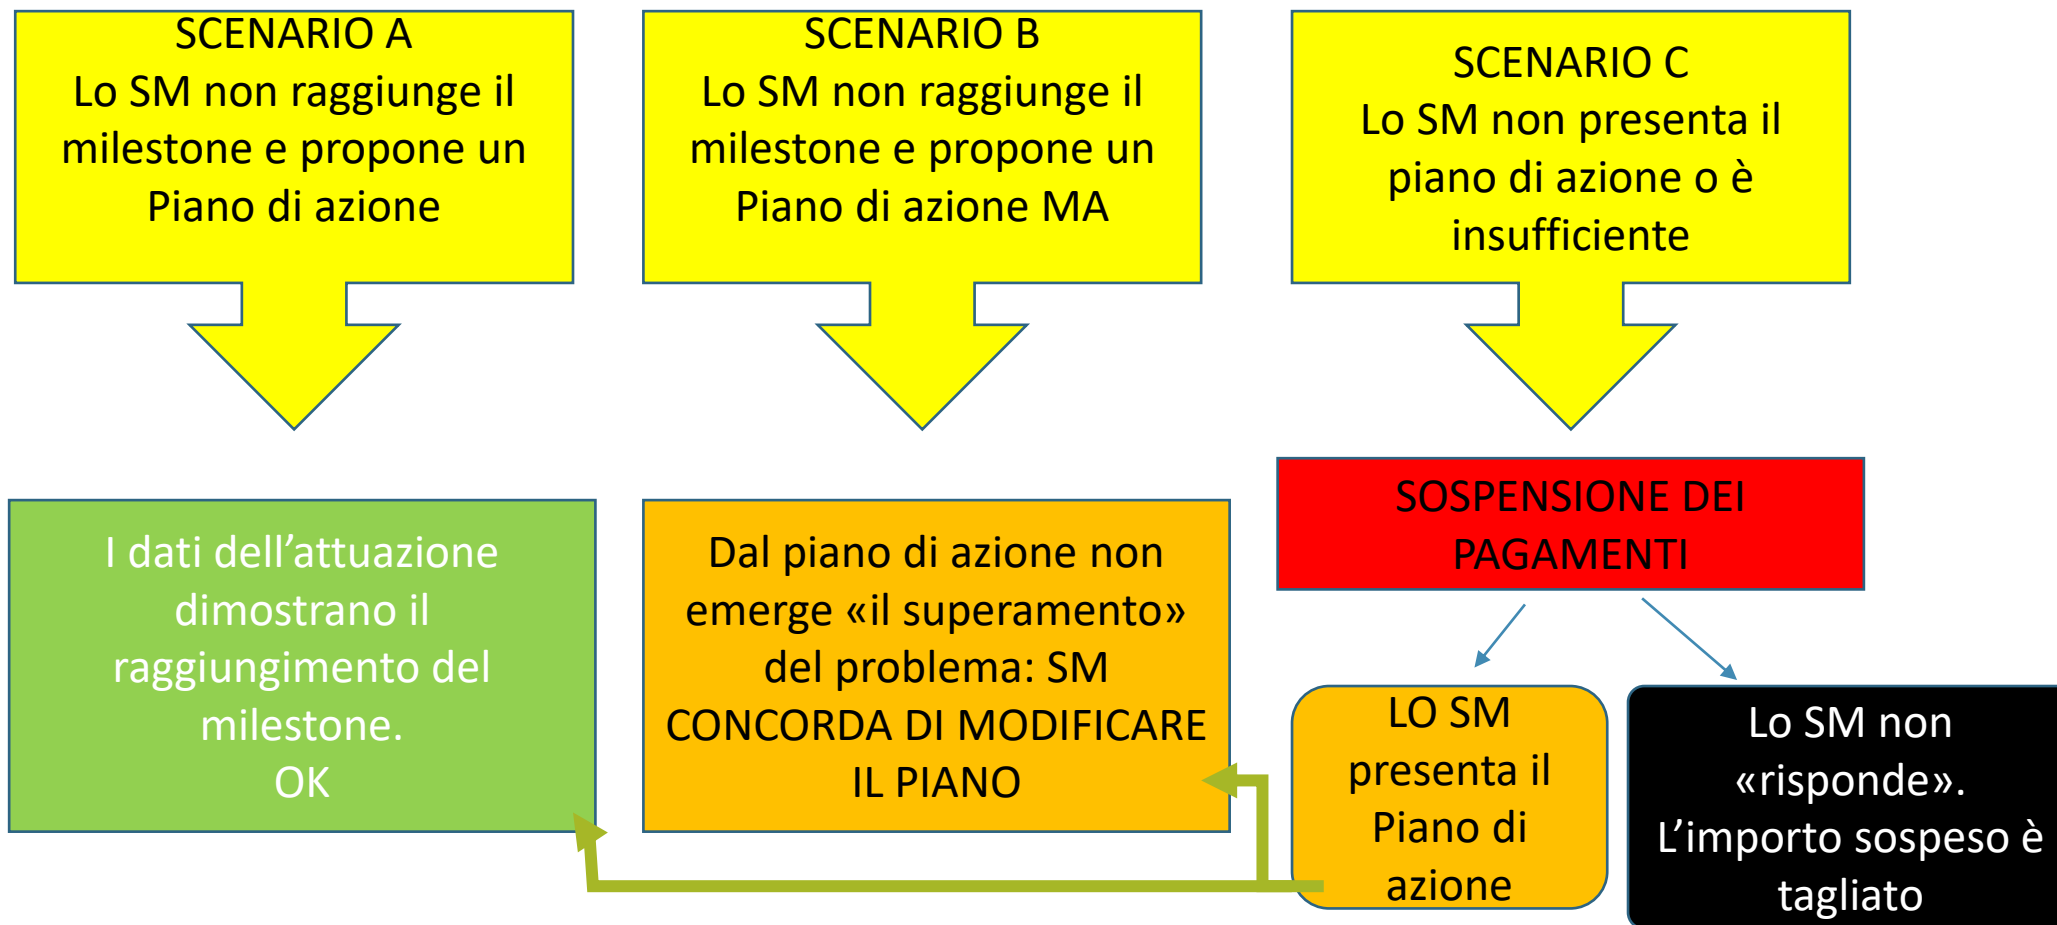 SCENARIO A
Lo SM non raggiunge il
milestone e propone un
Piano di azione
SCENARIO B
Lo SM non raggiunge il
milestone e propone un
Piano di azione MA
SCENARIO C
Lo SM non presenta il
piano di azione o è
insufficiente
I dati dell’attuazione
dimostrano il
raggiungimento del
milestone.
OK
Dal piano di azione non
emerge «il superamento»
del problema: SM
CONCORDA DI MODIFICARE
IL PIANO
SOSPENSIONE DEI
PAGAMENTI
LO SM
presenta il
Piano di
azione
Lo SM non
«risponde».
L’importo sospeso è
tagliato